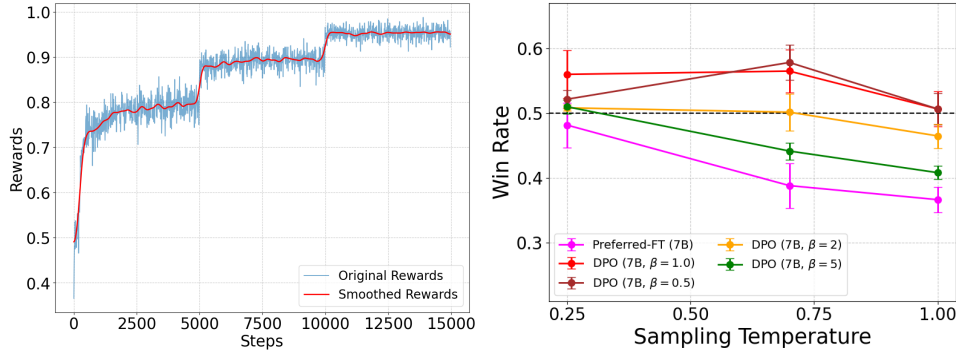 1.0
0.9
0.8
0.7
0.6
0.5
0.4
Rewards
Original Rewards
Smoothed Rewards
0
2500
5000
7500
10000
12500
15000
Steps
0.6
0.5
0.4
0.3
Win Rate
Preferred-FT (7B)
DPO (7B, β = 1.0)
DPO (7B, β = 0.5)
DPO (7B, β = 2)
DPO (7B, β = 5)
0.25
0.50
0.75
1.00
Sampling Temperature